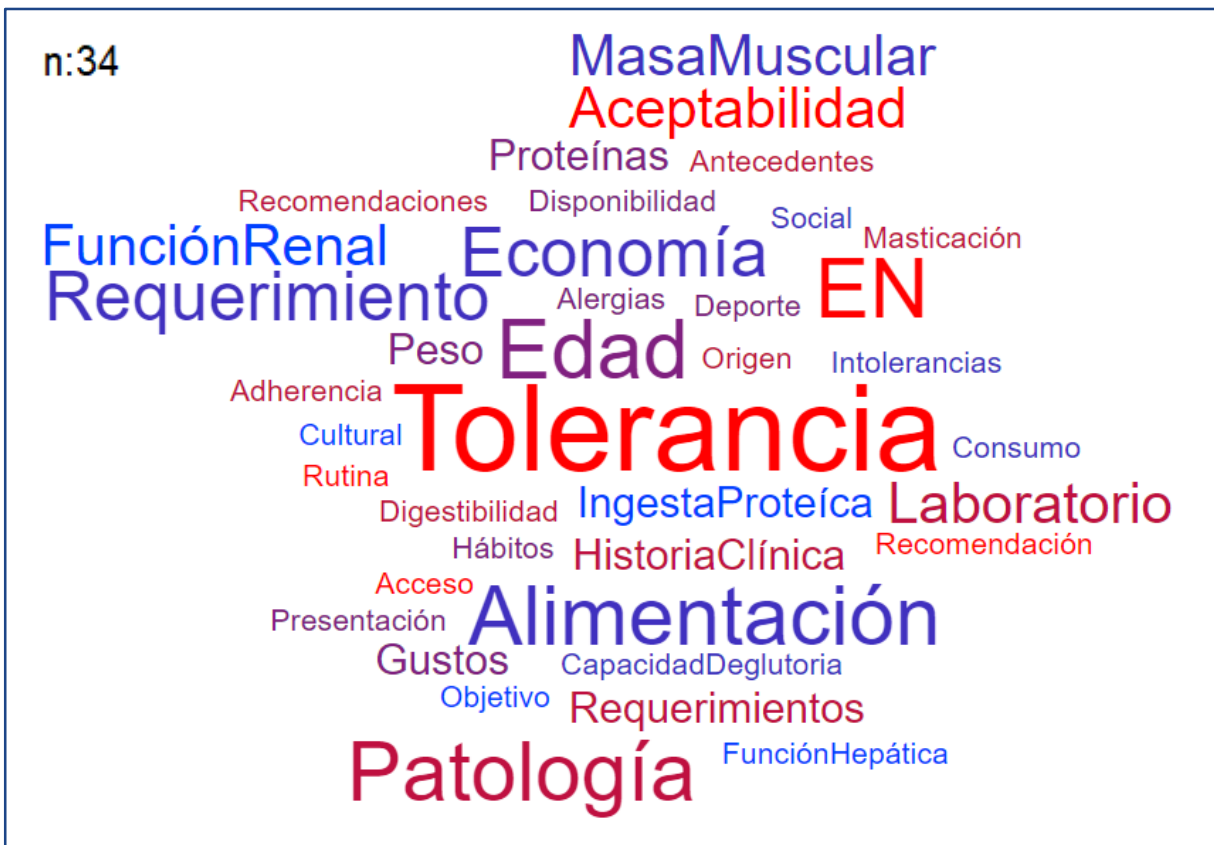 n:34
MasaMuscular
Aceptabilidad
Proteínas Antecedentes
Recomendaciones Disponibilidad Social
FunciónRenal Economía Masticación
Requerimiento Alergias Deporte EN
Peso Edad Origen Intolerancias
Adherencia
Cultural Tolerancia Consumo
Rutina
Digestibilidad IngestaProteíca Laboratorio
Hábitos HistoriaClínica Recomendación
Acceso
Presentación Alimentación
Gustos CapacidadDeglutoria
Objetivo Requerimientos
Patología FunciónHepática